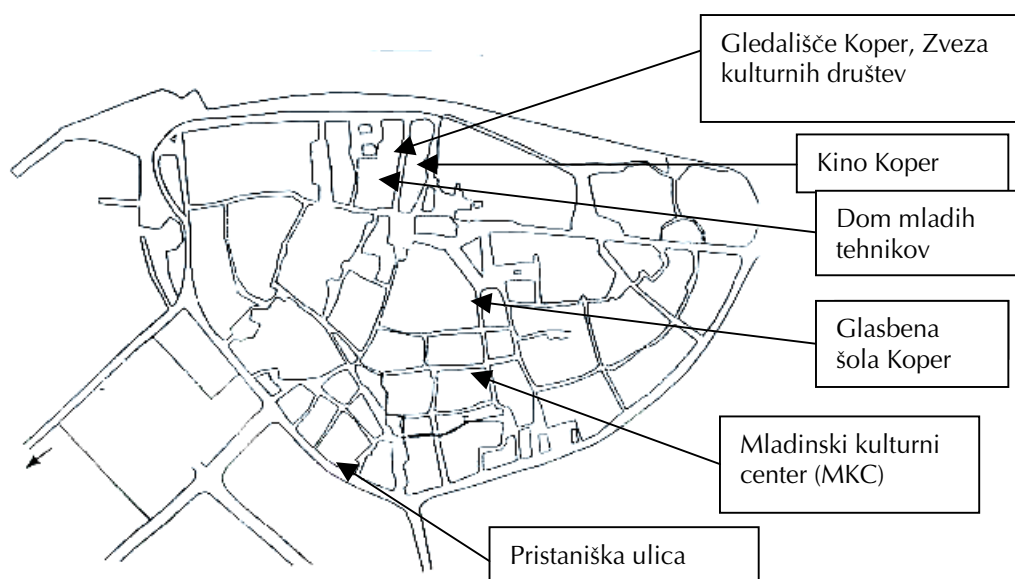 Gledališče Koper, Zveza
kulturnih društev
Kino Koper
Dom mladih
tehnikov
Glasbena
šola Koper
Mladinski kulturni
center (MKC)
Pristaniška ulica